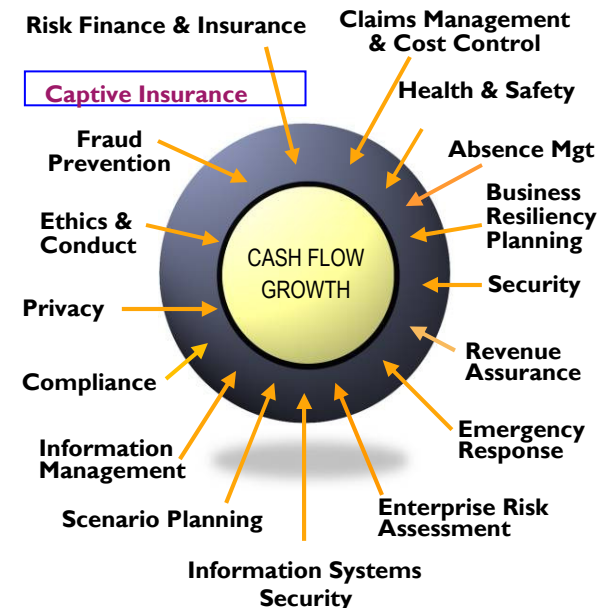 Risk Finance & Insurance
Claims Management
& Cost Control
Captive Insurance
Health & Safety
Fraud
Prevention
Absence Mgt
Business
Resiliency
Planning
Ethics &
Conduct
CASH FLOW
GROWTH
Security
Privacy
Revenue
Assurance
Compliance
Emergency
Response
Information
Management
Scenario Planning
Enterprise Risk
Assessment
Information Systems
Security